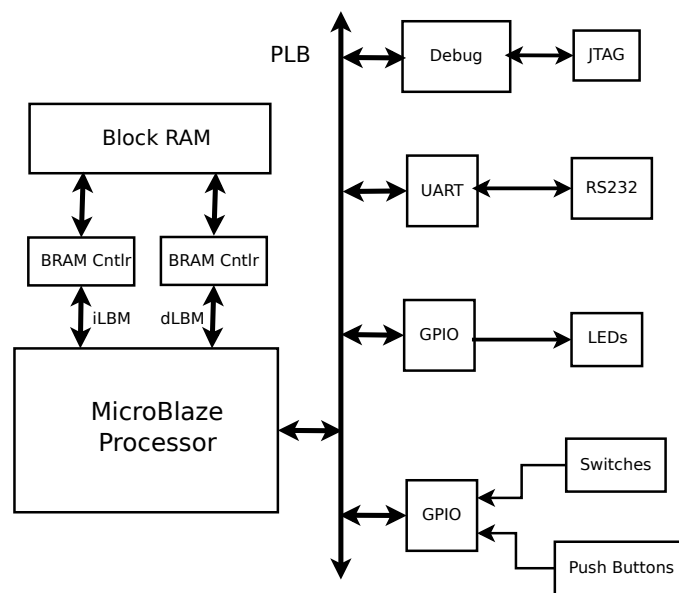 PLB
Debug
JTAG
Block RAM
UART
RS232
BRAM Cntlr
BRAM Cntlr
iLBM
dLBM
GPIO
LEDs
MicroBlaze
Processor
Switches
GPIO
Push Buttons